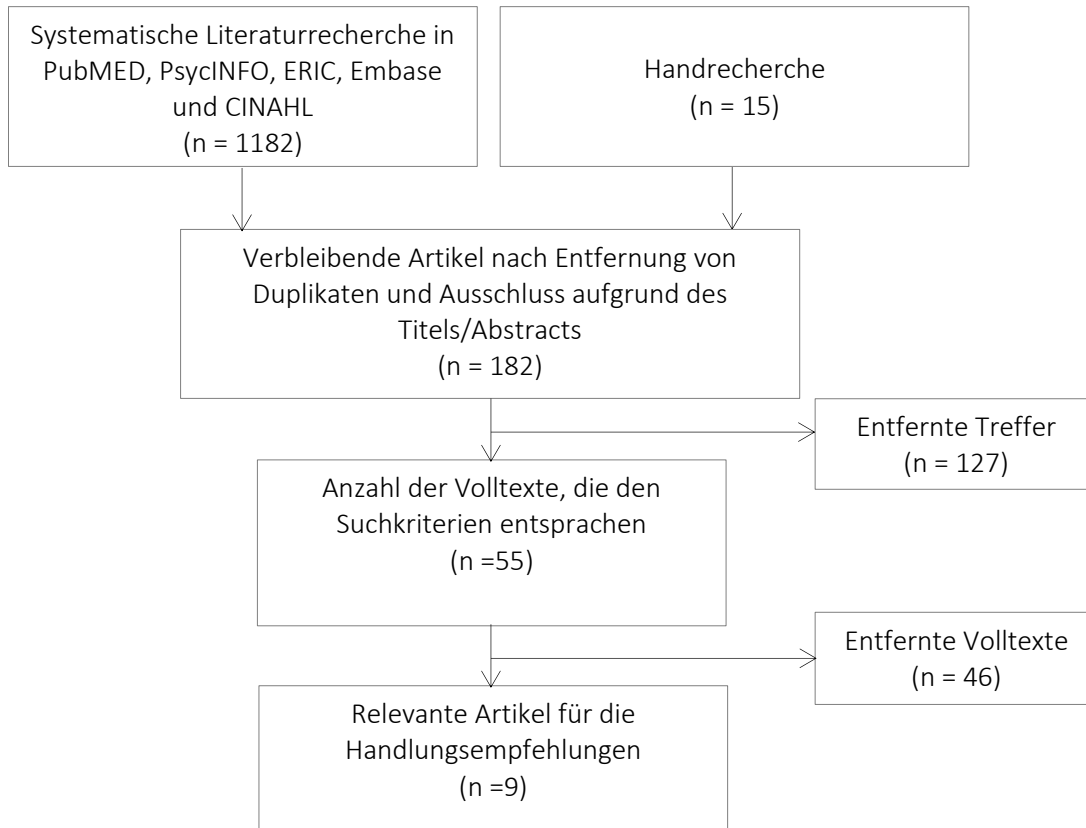 Systematische Literaturrecherche in
PubMED, PsycINFO, ERIC, Embase
und CINAHL
(n = 1182)
Handrecherche
(n = 15)
Verbleibende Artikel nach Entfernung von
Duplikaten und Ausschluss aufgrund des
Titels/Abstracts
(n = 182)
Entfernte Treffer
(n = 127)
Anzahl der Volltexte, die den
Suchkriterien entsprachen
(n =55)
Entfernte Volltexte
(n = 46)
Relevante Artikel für die
Handlungsempfehlungen
(n =9)